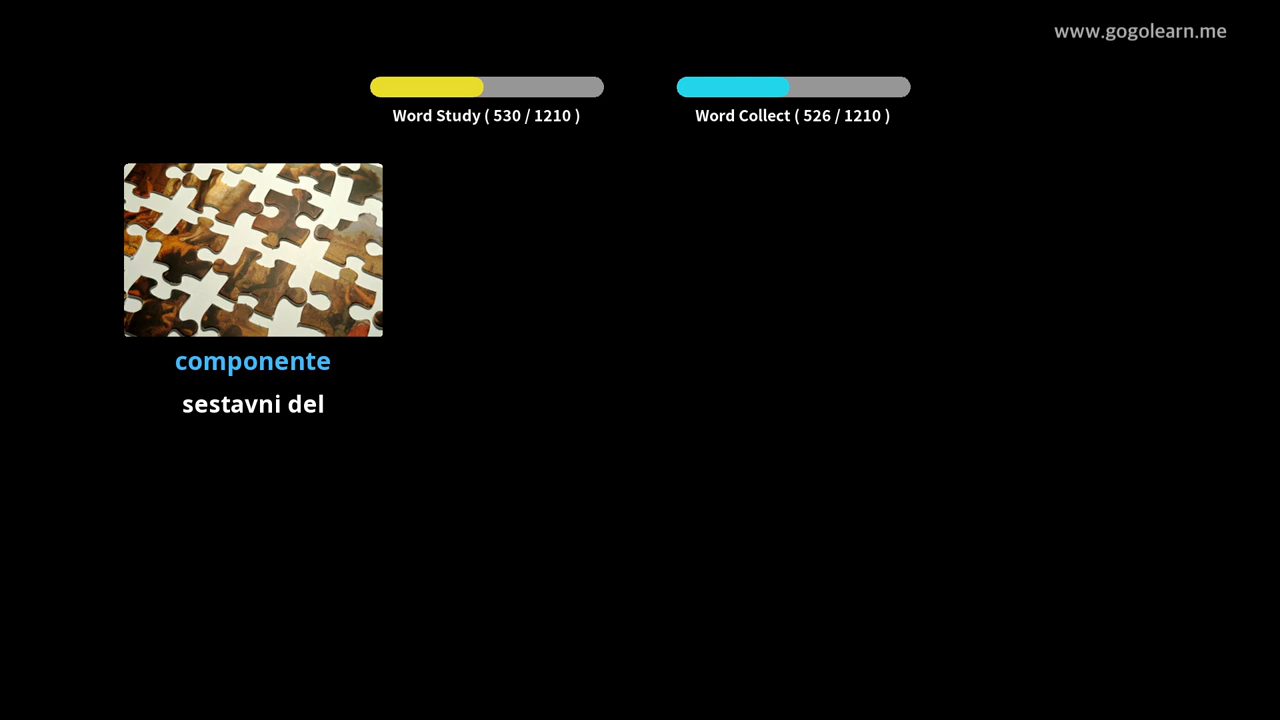 www.gogolearn.me
Word Study ( 530 / 1210 )
Word Collect ( 526 / 1210 )
componente
sestavni del